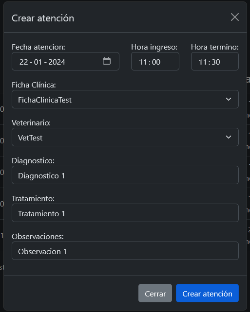 Crear atención
Fecha atencion: Hora ingreso: Hora termino:
22 - 01 - 2024 11 : 00 11 : 30
Ficha Clínica:
FichaClinicaTest
Veterinario:
VetTest
Diagnostico:
Diagnostico 1
Tratamiento:
Tratamiento 1
Observaciones:
Observacion 1
Cerrar Crear atención